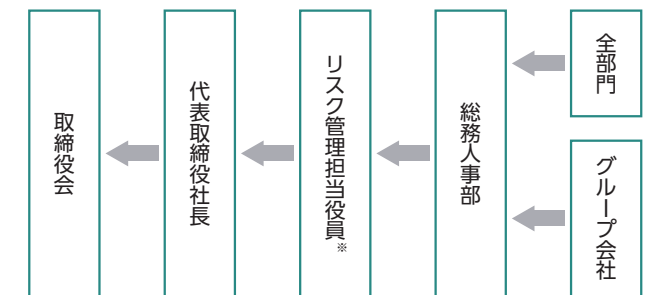 取締役会
代表取締役社長
リスク管理担当役員※
総務人事部
全部門
グループ会社